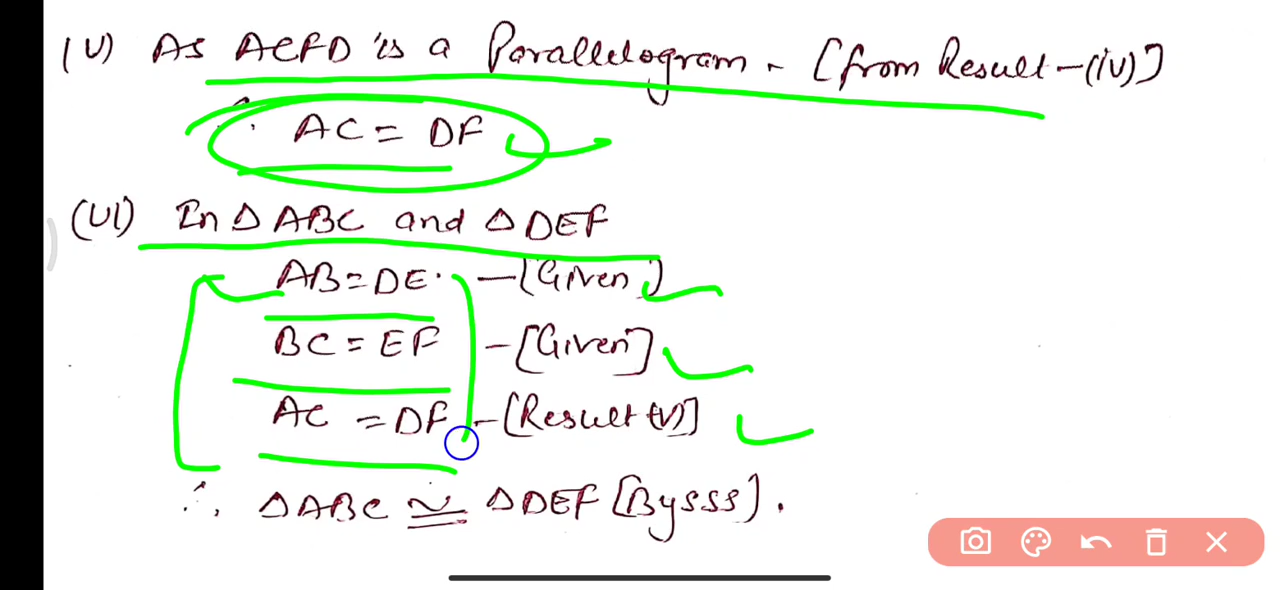 (V) As ACFD is a Parallelogram - [from Result-(iv)]
∴ AC = DF
(VI) In △ ABC and △ DEF
AB = DE - [Given]
BC = EF - [Given]
AC = DF - [Result (V)]
∴ △ABC ≅ △DEF [By SSS].